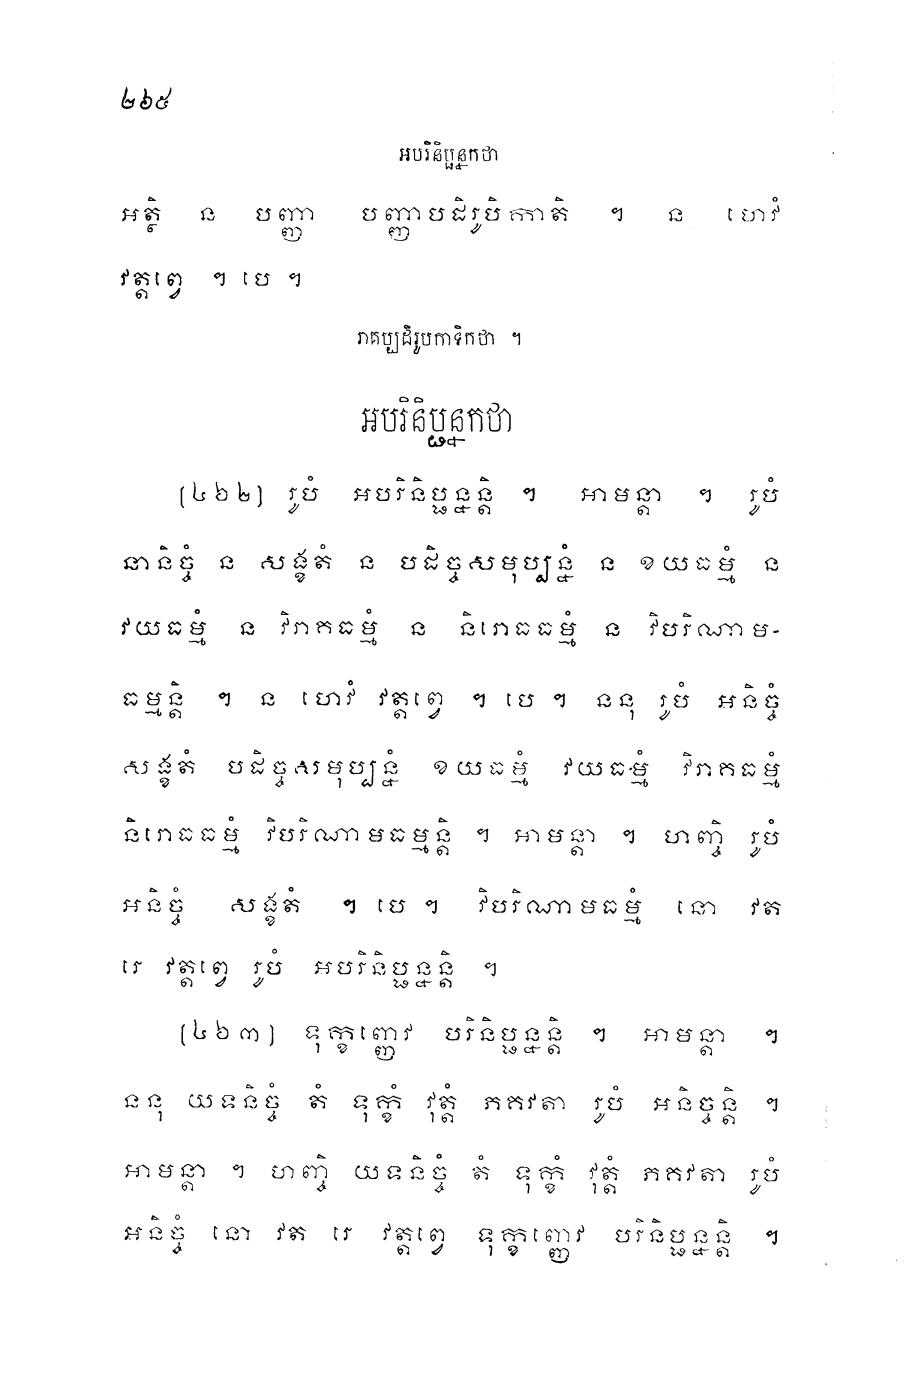 ២៦៥
អបរិនិប្ផន្នកថា
អត្ថិ ន បញ្ញា បញ្ញាបដិរូបិកាតិ ។ ន ហេវំ
វត្តព្វេ ។ បេ ។
រាគប្បដិរូបកាទិកថា ។
អបរិនិប្ផន្នកថា
(៤៦២) រូបំ អបរិនិប្ផន្នន្តិ ។ អាមន្តា ។ រូបំ
នានិច្ចំ ន សង្ខតំ ន បដិច្ចសមុប្បន្នំ ន ខយធម្មំ ន
វយធម្មំ ន វិរាគធម្មំ ន និរោធធម្មំ ន វិបរិណាម-
ធម្មន្តិ ។ ន ហេវំ វត្តព្វេ ។ បេ ។ ននុ រូបំ អនិច្ចំ
សង្ខតំ បដិច្ចសមុប្បន្នំ ខយធម្មំ វយធម្មំ វិរាគធម្មំ
និរោធធម្មំ វិបរិណាមធម្មន្តិ ។ អាមន្តា ។ ហញ្ចិ រូបំ
អនិច្ចំ សង្ខតំ ។ បេ ។ វិបរិណាមធម្មំ នោ វត
រេ វត្តព្វេ រូបំ អបរិនិប្ផន្នន្តិ ។
(៤៦៣) ទុក្ខញ្ញេវ បរិនិប្ផន្នន្តិ ។ អាមន្តា ។
ននុ យទនិច្ចំ តំ ទុក្ខំ វុត្តំ ភគវតា រូបំ អនិច្ចន្តិ ។
អាមន្តា ។ ហញ្ចិ យទនិច្ចំ តំ ទុក្ខំ វុត្តំ ភគវតា រូបំ
អនិច្ចំ នោ វត រេ វត្តព្វេ ទុក្ខញ្ញេវ បរិនិប្ផន្នន្តិ ។